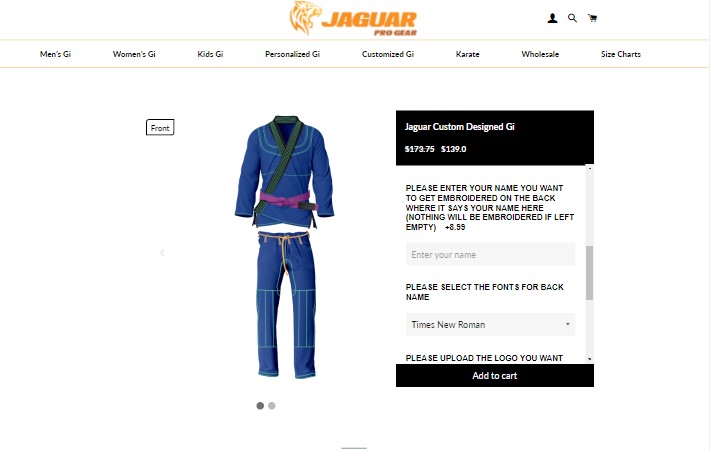 JAGUAR
PRO GEAR
Men's Gi Women's Gi Kids Gi Personalized Gi Customized Gi Karate Wholesale Size Charts
Front
Jaguar Custom Designed Gi
$173.75 $139.0
PLEASE ENTER YOUR NAME YOU WANT
TO GET EMBROIDERED ON THE BACK
WHERE IT SAYS YOUR NAME HERE
(NOTHING WILL BE EMBROIDERED IF LEFT
EMPTY) +8.99
Enter your name
PLEASE SELECT THE FONTS FOR BACK
NAME
Times New Roman
PLEASE UPLOAD THE LOGO YOU WANT
Add to cart